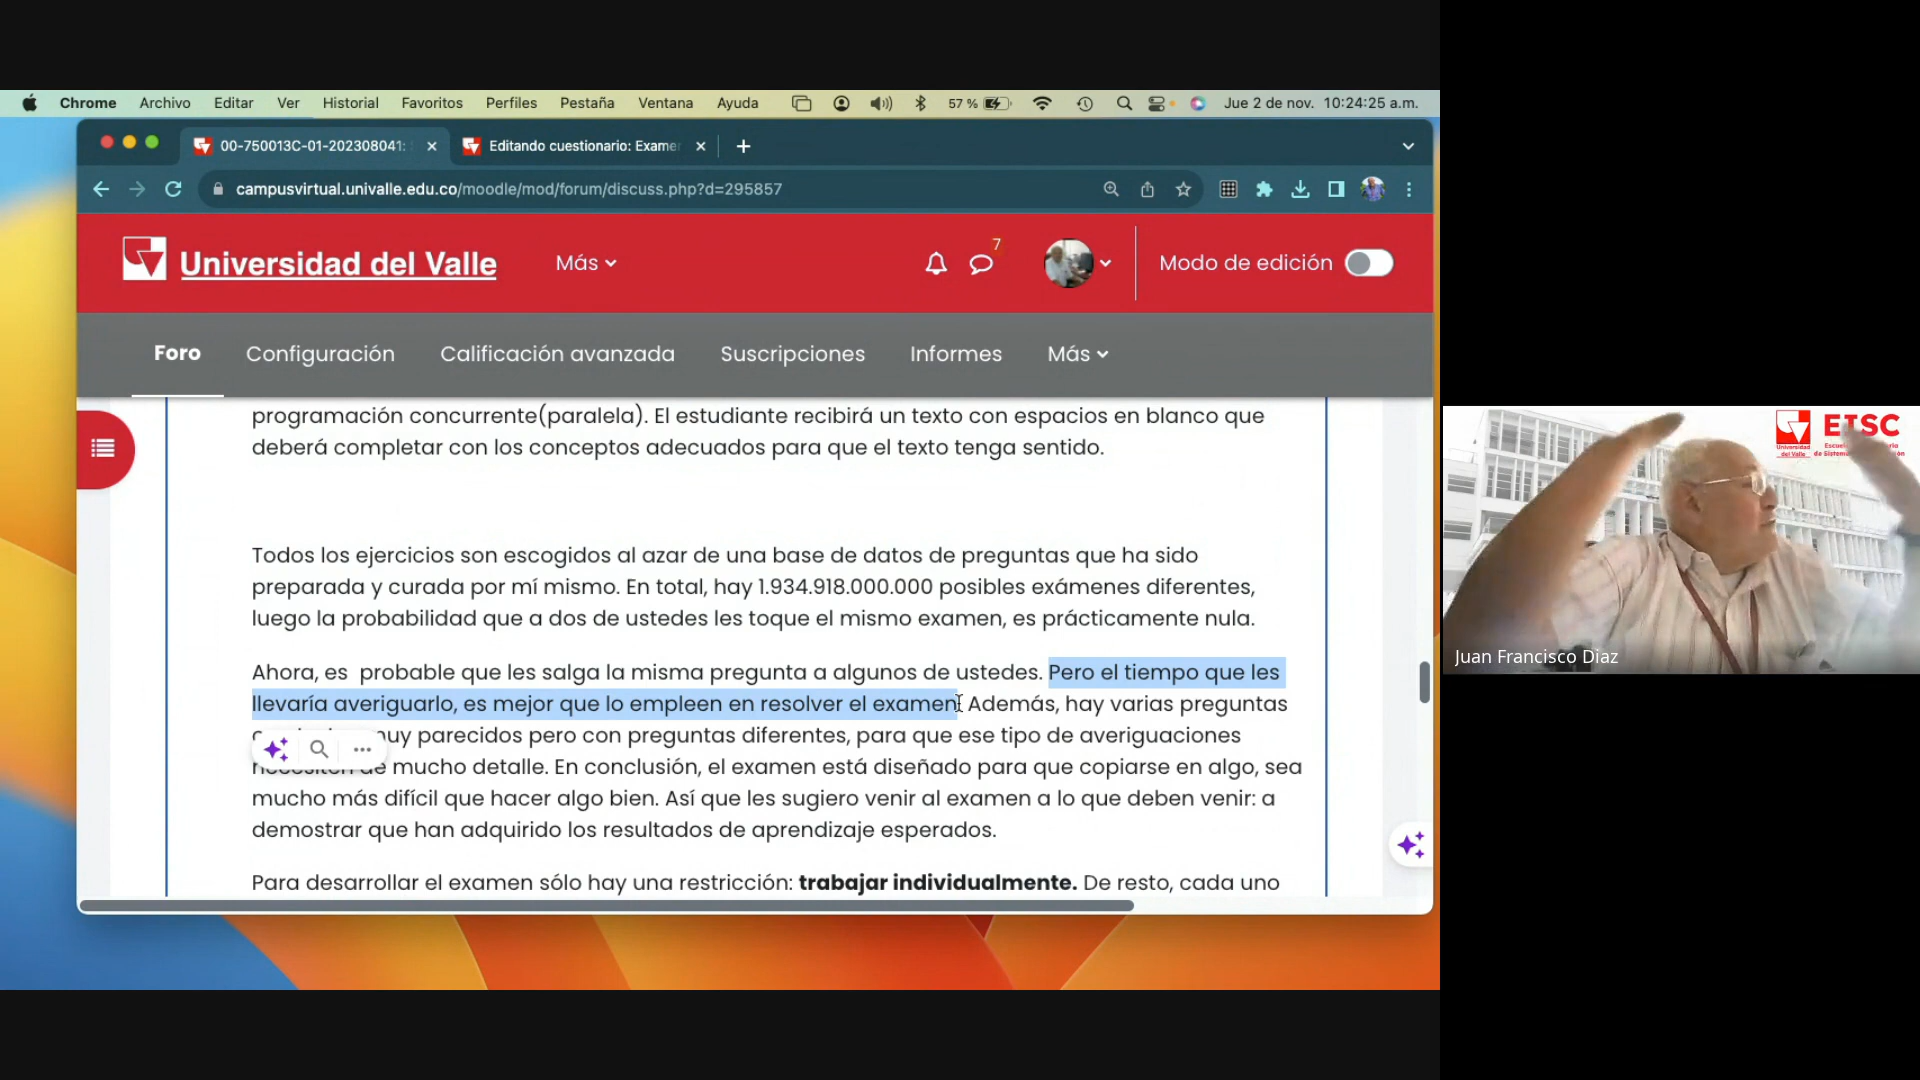 Chrome Archivo Editar Ver Historial Favoritos Perfiles Pestaña Ventana Ayuda 57 % Jue 2 de nov. 10:24:25 a.m.
00-750013C-01-202308041: Editando cuestionario: Exame
campusvirtual.univalle.edu.co/moodle/mod/forum/discuss.php?d=295857
Universidad del Valle Más 7 Modo de edición
Foro Configuración Calificación avanzada Suscripciones Informes Más
programación concurrente(paralela). El estudiante recibirá un texto con espacios en blanco que
deberá completar con los conceptos adecuados para que el texto tenga sentido.
Todos los ejercicios son escogidos al azar de una base de datos de preguntas que ha sido
preparada y curada por mí mismo. En total, hay 1.934.918.000.000 posibles exámenes diferentes,
luego la probabilidad que a dos de ustedes les toque el mismo examen, es prácticamente nula.
Ahora, es probable que les salga la misma pregunta a algunos de ustedes. Pero el tiempo que les
llevaría averiguarlo, es mejor que lo empleen en resolver el examen. Además, hay varias preguntas
muy parecidos pero con preguntas diferentes, para que ese tipo de averiguaciones
necesiten de mucho detalle. En conclusión, el examen está diseñado para que copiarse en algo, sea
mucho más difícil que hacer algo bien. Así que les sugiero venir al examen a lo que deben venir: a
demostrar que han adquirido los resultados de aprendizaje esperados.
Para desarrollar el examen sólo hay una restricción: trabajar individualmente. De resto, cada uno
EISC
Universidad
del Valle
Juan Francisco Diaz